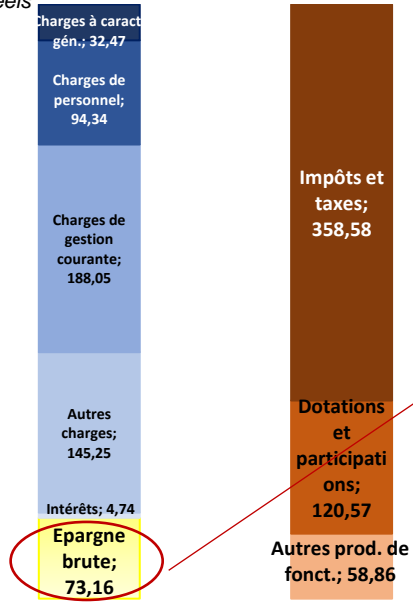 réels
Charges à caract.
gén.; 32,47
Charges de
personnel;
94,34
Charges de
gestion
courante;
188,05
Autres
charges;
145,25
Intérêts; 4,74
Epargne
brute;
73,16
Impôts et
taxes;
358,58
Dotations
et
participati
ons;
120,57
Autres prod. de
fonct.; 58,86